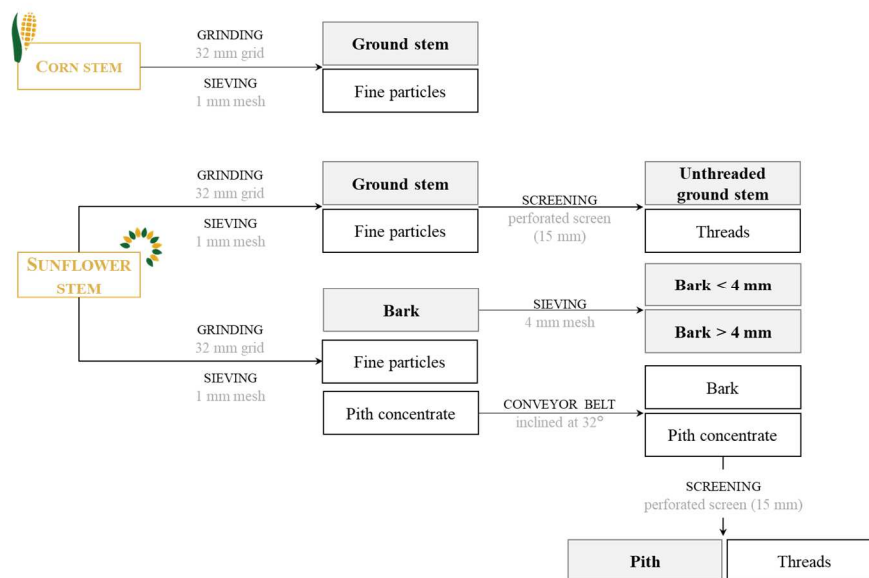 GRINDING
32 mm grid
CORN STEM
SIEVING
1 mm mesh
Ground stem
Fine particles
GRINDING
32 mm grid
SIEVING
1 mm mesh
Ground stem
Fine particles
SCREENING
perforated screen
(15 mm)
Unthreaded
ground stem
Threads
SUNFLOWER
STEM
GRINDING
32 mm grid
SIEVING
1 mm mesh
Bark
Fine particles
Pith concentrate
SIEVING
4 mm mesh
Bark < 4 mm
Bark > 4 mm
CONVEYOR BELT
inclined at 32°
Bark
Pith concentrate
SCREENING
perforated screen (15 mm)
Pith
Threads